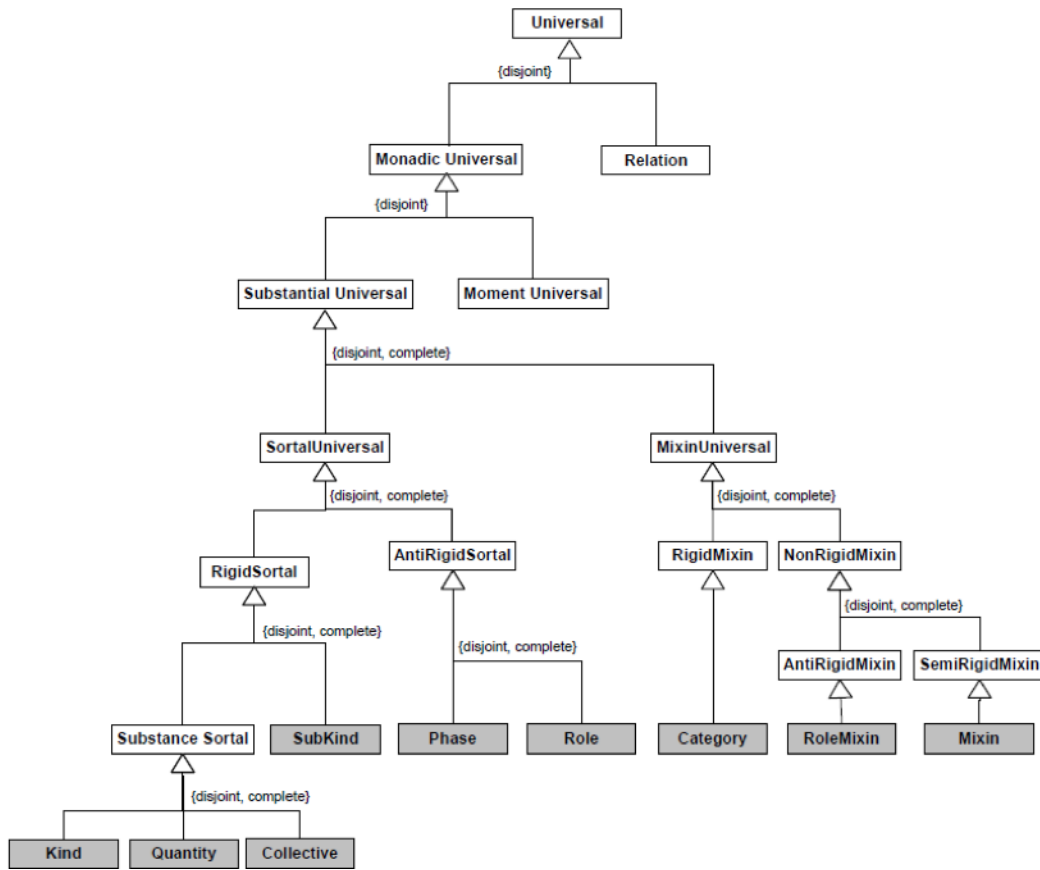 Universal
{disjoint}
Monadic Universal
Relation
{disjoint}
Substantial Universal
Moment Universal
{disjoint, complete}
SortalUniversal
MixinUniversal
{disjoint, complete}
{disjoint, complete}
RigidSortal
AntiRigidSortal
RigidMixin
NonRigidMixin
{disjoint, complete}
{disjoint, complete}
{disjoint, complete}
AntiRigidMixin
SemiRigidMixin
Substance Sortal
SubKind
Phase
Role
Category
RoleMixin
Mixin
{disjoint, complete}
Kind
Quantity
Collective